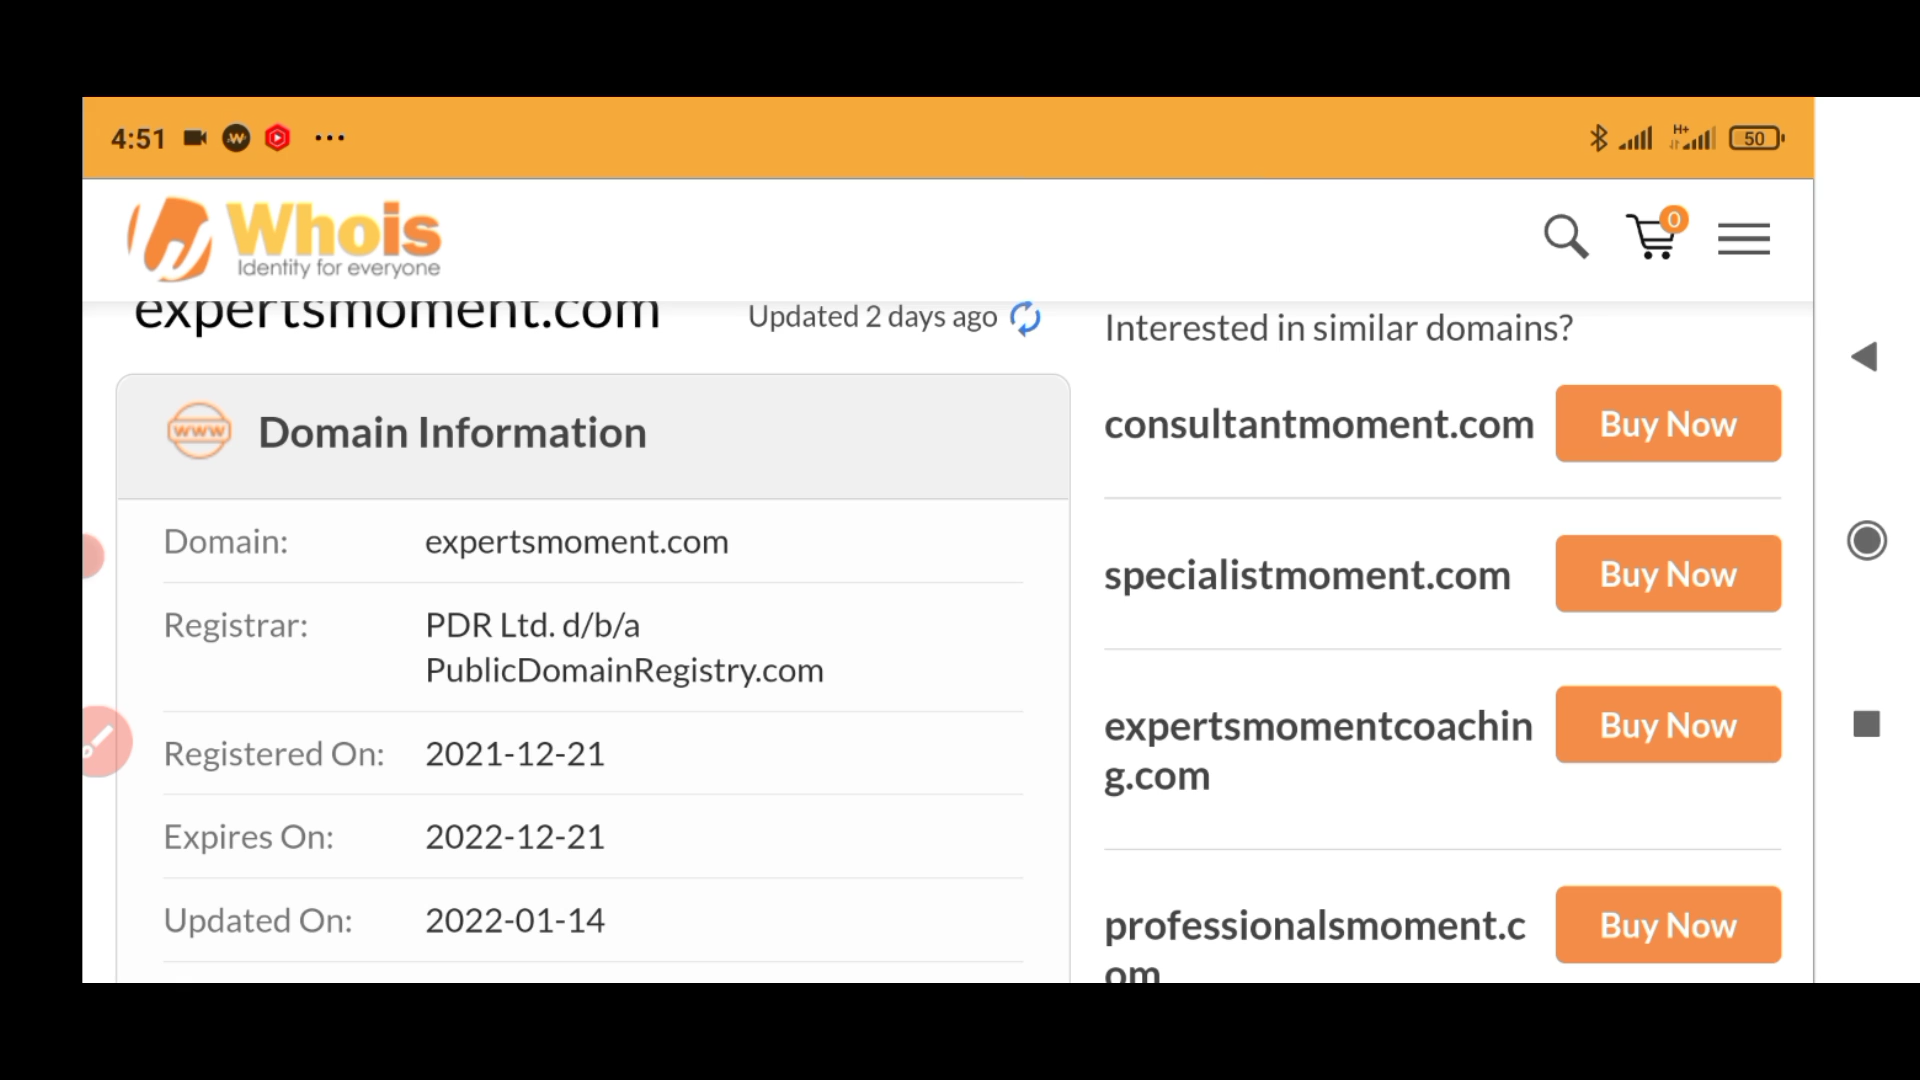 4:51
H+
50
Whois
Identity for everyone
0
expertsmoment.com
Updated 2 days ago
Interested in similar domains?
www
Domain Information
Domain: expertsmoment.com
Registrar: PDR Ltd. d/b/a
PublicDomainRegistry.com
Registered On: 2021-12-21
Expires On: 2022-12-21
Updated On: 2022-01-14
consultantmoment.com Buy Now
specialistmoment.com Buy Now
expertsmomentcoachin Buy Now
g.com
professionalsmoment.c Buy Now
om